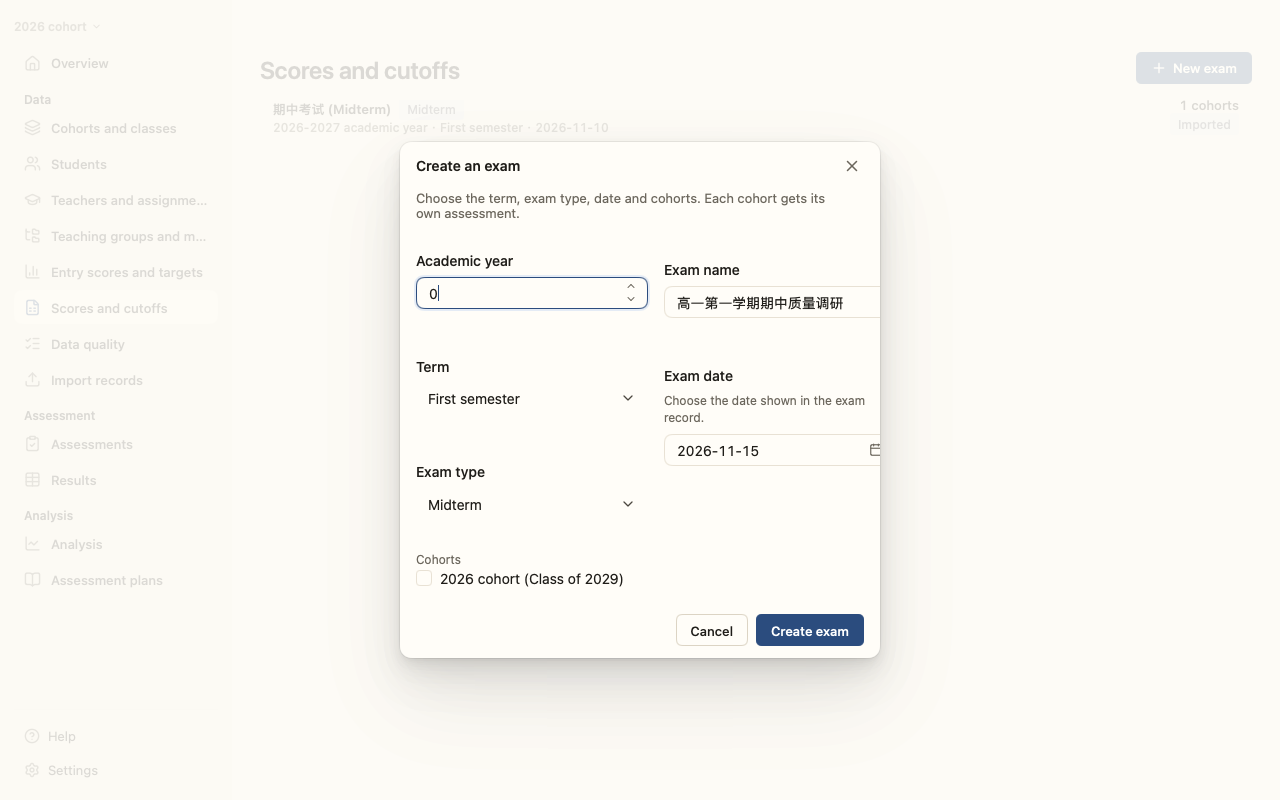 2026 cohort
Overview
Data
Cohorts and classes
Students
Teachers and assignme...
Teaching groups and m...
Entry scores and targets
Scores and cutoffs
Data quality
Import records
Assessment
Assessments
Results
Analysis
Analysis
Assessment plans
Help
Settings
Scores and cutoffs
New exam
期中考试 (Midterm) Midterm
2026-2027 academic year · First semester · 2026-11-10
1 cohorts
Imported
Create an exam
Choose the term, exam type, date and cohorts. Each cohort gets its
own assessment.
Academic year
0
Exam name
高一第一学期期中质量调研
Term
First semester
Exam date
Choose the date shown in the exam
record.
2026-11-15
Exam type
Midterm
Cohorts
2026 cohort (Class of 2029)
Cancel
Create exam